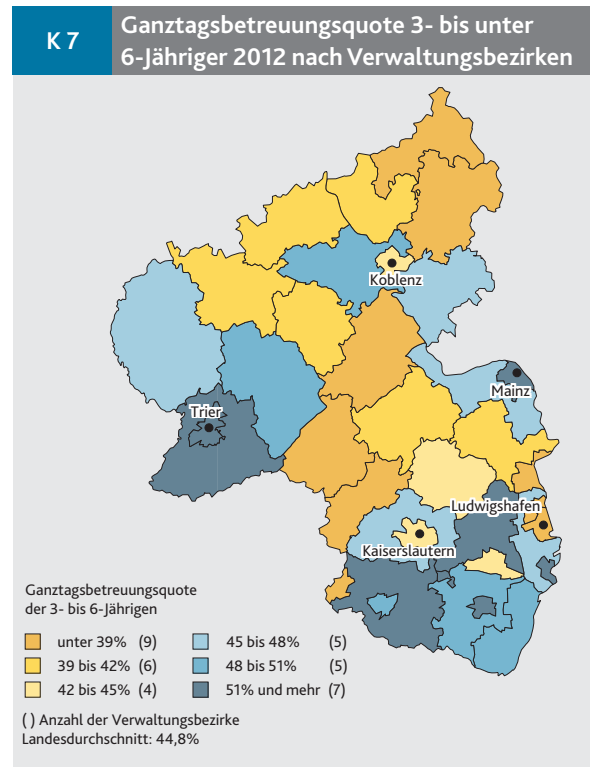 K 7
Ganztagsbetreuungsquote 3- bis unter
6-Jähriger 2012 nach Verwaltungsbezirken
Koblenz
Mainz
Trier
Ludwigshafen
Kaiserslautern
Ganztagsbetreuungsquote
der 3- bis 6-Jährigen
unter 39% (9)
39 bis 42% (6)
42 bis 45% (4)
45 bis 48% (5)
48 bis 51% (5)
51% und mehr (7)
( ) Anzahl der Verwaltungsbezirke
Landesdurchschnitt: 44,8%